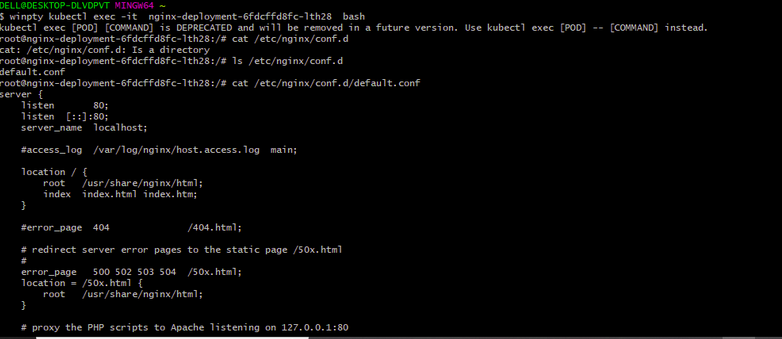 DELL@DESKTOP-DLVDPVT MINGW64 ~
$ winpty kubectl exec -it  nginx-deployment-6fdcffd8fc-lth28  bash
kubectl exec [POD] [COMMAND] is DEPRECATED and will be removed in a future version. Use kubectl exec [POD] -- [COMMAND] instead.
root@nginx-deployment-6fdcffd8fc-lth28:/# cat /etc/nginx/conf.d
cat: /etc/nginx/conf.d: Is a directory
root@nginx-deployment-6fdcffd8fc-lth28:/# ls /etc/nginx/conf.d
default.conf
root@nginx-deployment-6fdcffd8fc-lth28:/# cat /etc/nginx/conf.d/default.conf
server {
    listen       80;
    listen  [::]:80;
    server_name  localhost;

    #access_log  /var/log/nginx/host.access.log  main;

    location / {
        root   /usr/share/nginx/html;
        index  index.html index.htm;
    }

    #error_page  404              /404.html;

    # redirect server error pages to the static page /50x.html
    #
    error_page   500 502 503 504  /50x.html;
    location = /50x.html {
        root   /usr/share/nginx/html;
    }

    # proxy the PHP scripts to Apache listening on 127.0.0.1:80